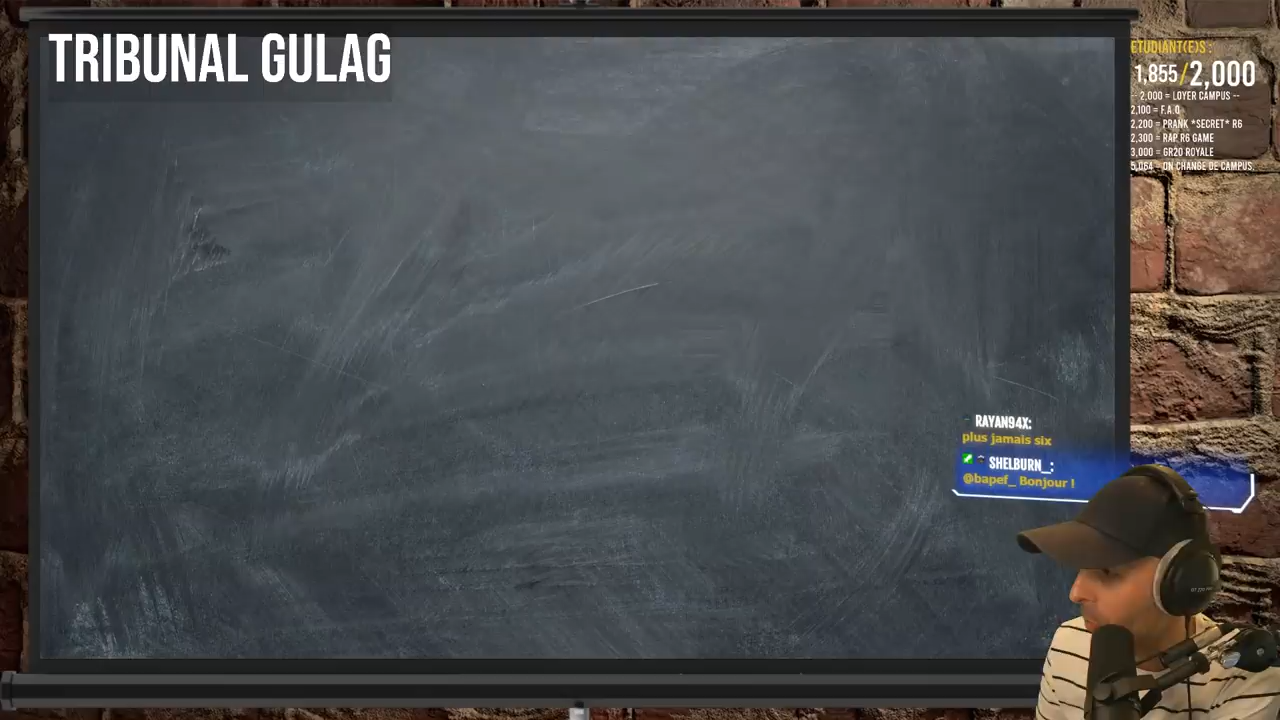 TRIBUNAL GULAG
ETUDIANT(E)S :
1,855/2,000
-- 2,000 = LOYER CAMPUS --
2,100 = F.A.Q
2,200 = PRANK *SECRET* R6
2,300 = RAP R6 GAME
3,000 = GR20 ROYALE
5,064 = ON CHANGE DE CAMPUS
RAYAN94X:
plus jamais six
SHELBURN_:
@bapef_ Bonjour !